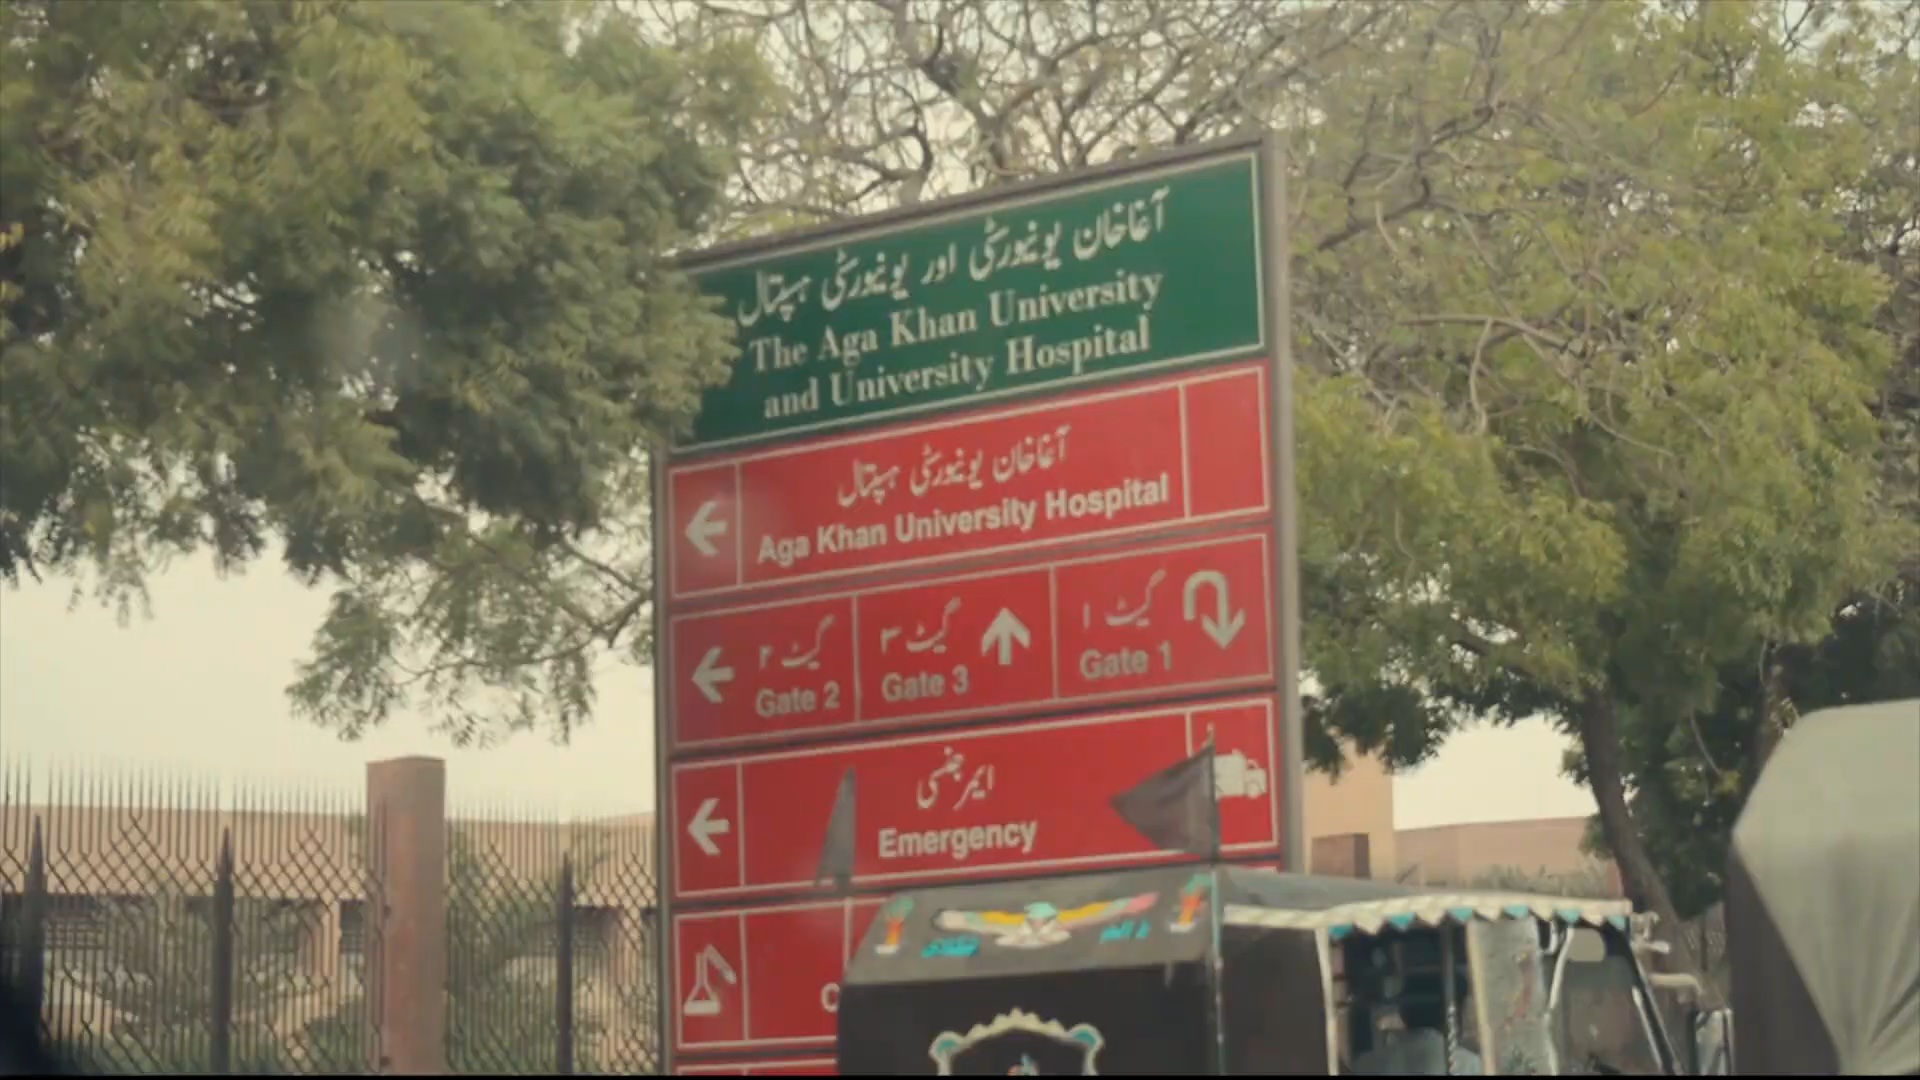 آغاخان یونیورسٹی اور یونیورسٹی ہسپتال
The Aga Khan University
and University Hospital
آغاخان یونیورسٹی ہسپتال
Aga Khan University Hospital
گیٹ ۲
Gate 2
گیٹ ۳
Gate 3
گیٹ ۱
Gate 1
ایمرجنسی
Emergency